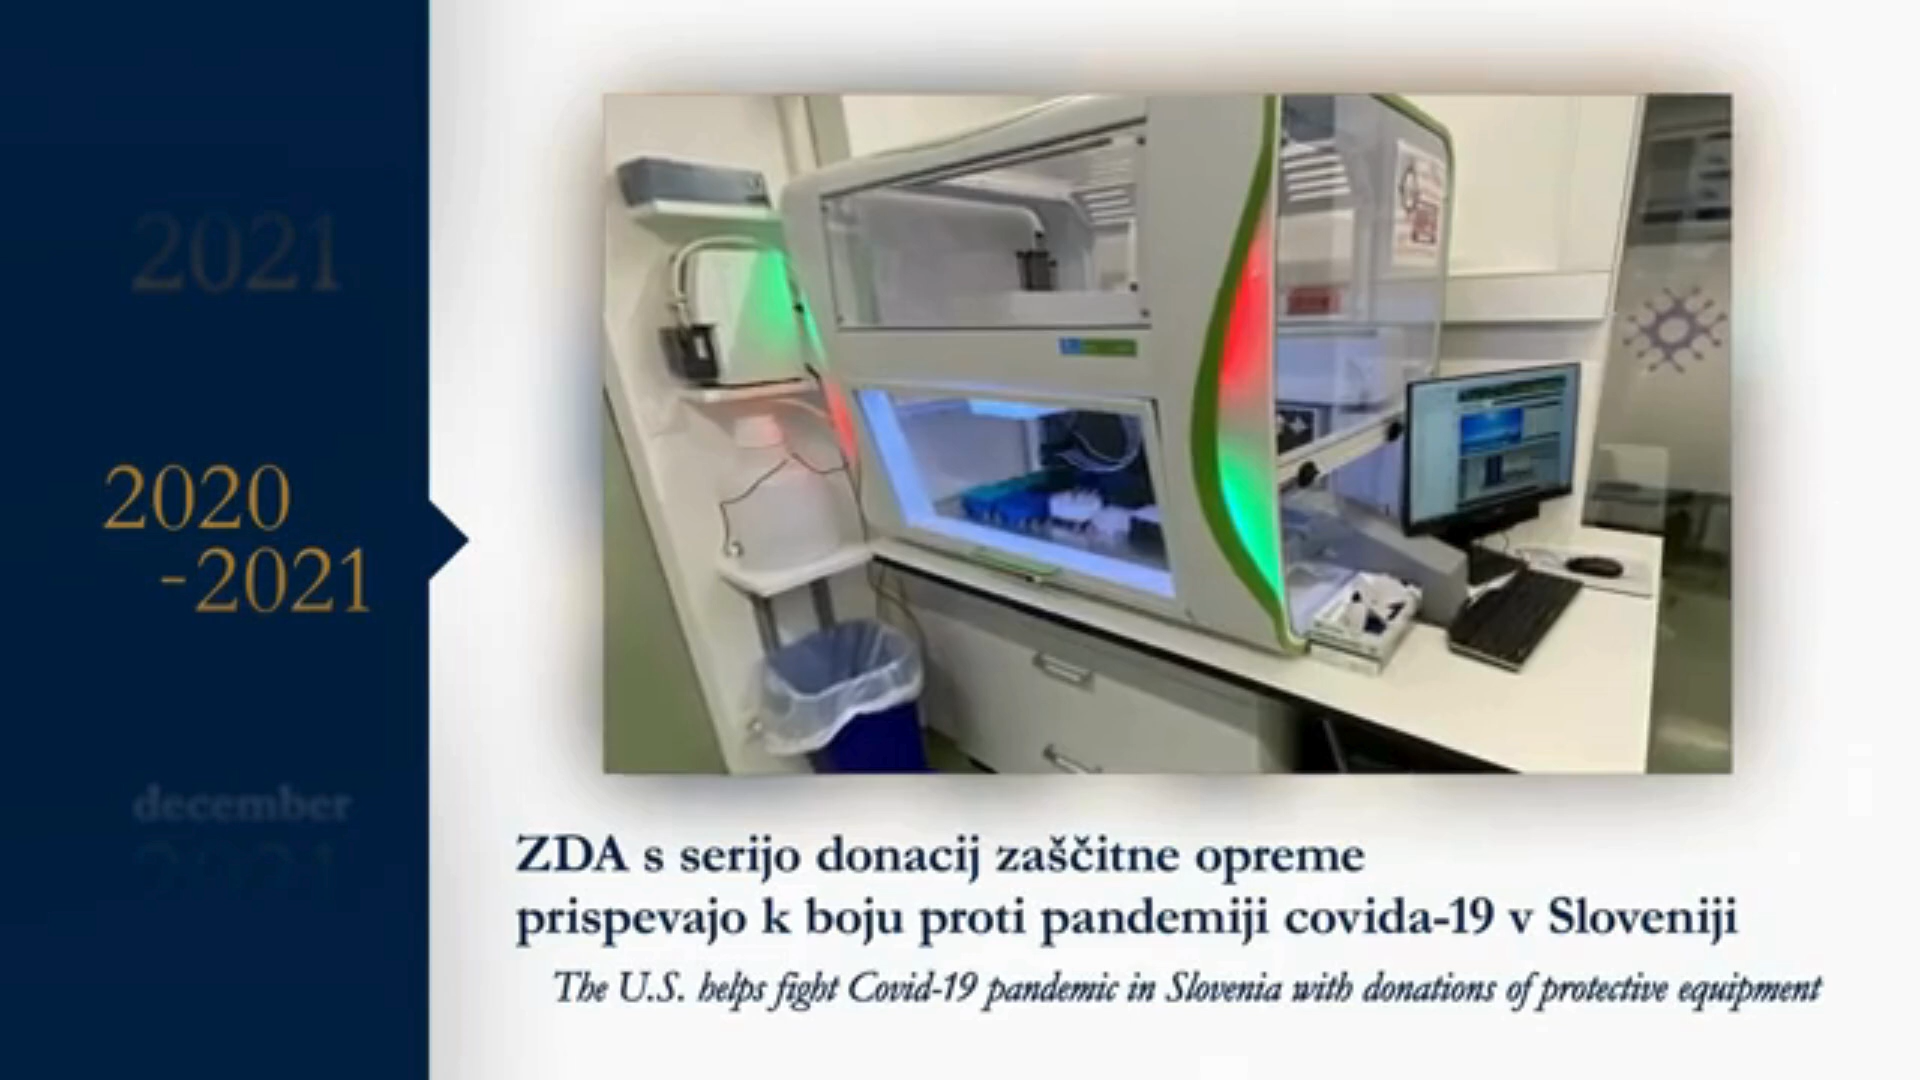 2021
2020
-2021
december
2021
ZDA s serijo donacij zaščitne opreme
prispevajo k boju proti pandemiji covida-19 v Sloveniji
The U.S. helps fight Covid-19 pandemic in Slovenia with donations of protective equipment